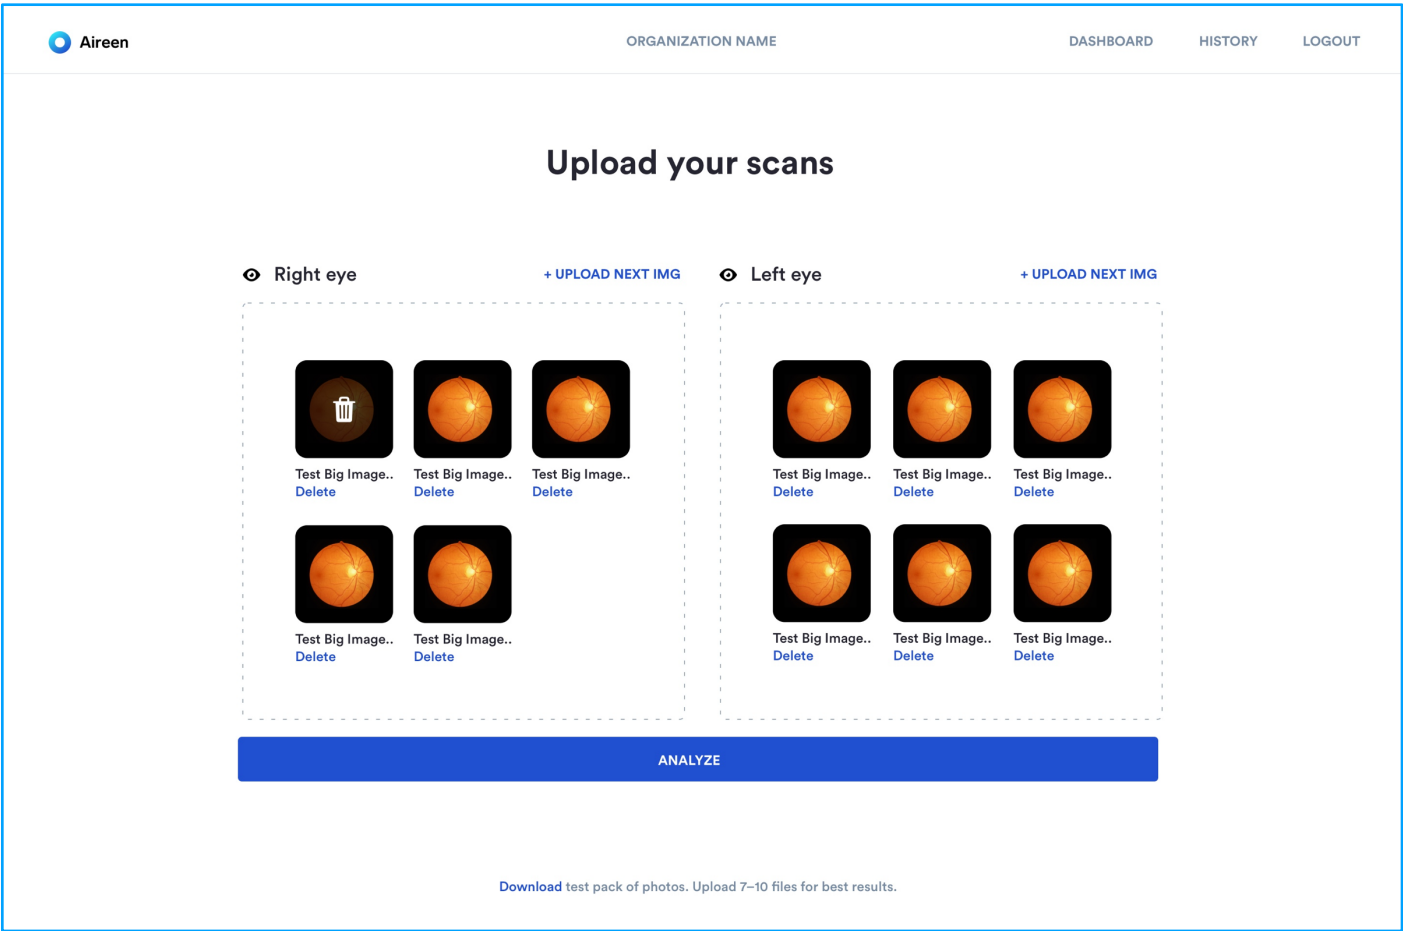 Aireen
ORGANIZATION NAME
DASHBOARD
HISTORY
LOGOUT
Upload your scans
Right eye
+ UPLOAD NEXT IMG
Test Big Image..
Test Big Image..
Test Big Image..
Delete
Delete
Delete
Test Big Image..
Test Big Image..
Delete
Delete
Left eye
+ UPLOAD NEXT IMG
Test Big Image..
Test Big Image..
Test Big Image..
Delete
Delete
Delete
Test Big Image..
Test Big Image..
Test Big Image..
Delete
Delete
Delete
ANALYZE
Download test pack of photos. Upload 7–10 files for best results.